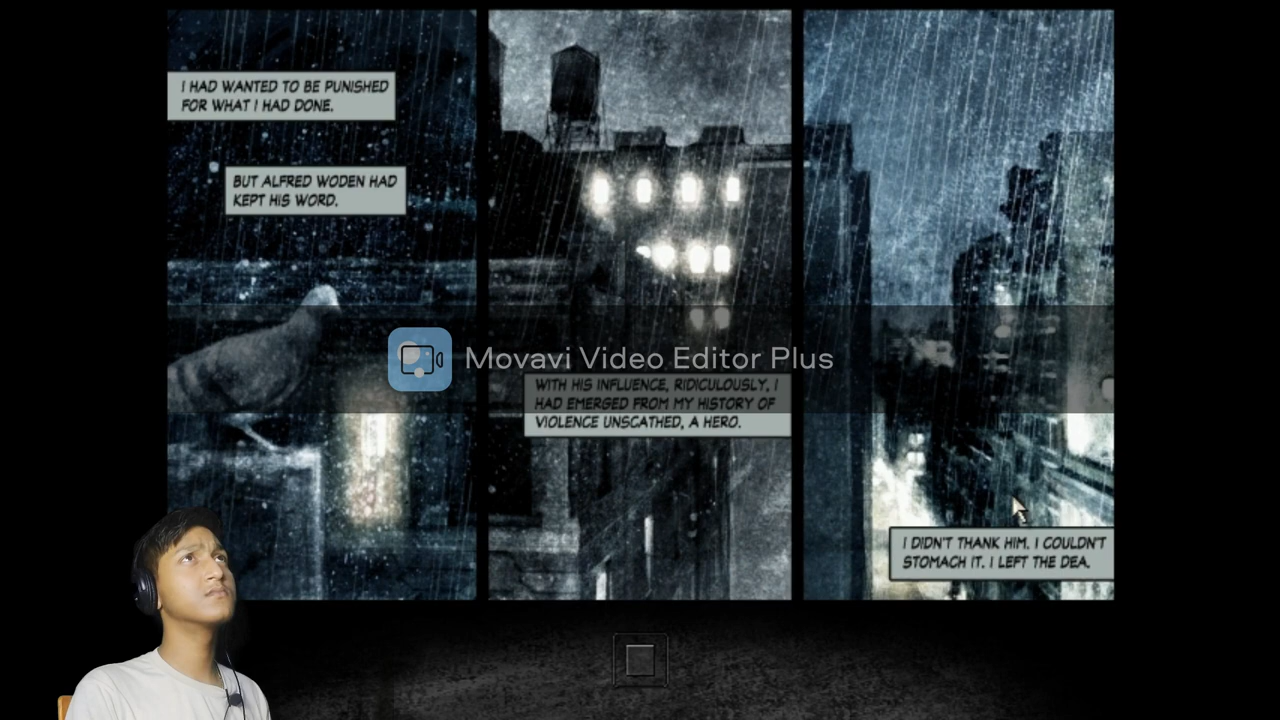 I HAD WANTED TO BE PUNISHED
FOR WHAT I HAD DONE.
BUT ALFRED WODEN HAD
KEPT HIS WORD.
Movavi Video Editor Plus
WITH HIS INFLUENCE, RIDICULOUSLY, I
HAD EMERGED FROM MY HISTORY OF
VIOLENCE UNSCATHED, A HERO.
I DIDN'T THANK HIM. I COULDN'T
STOMACH IT. I LEFT THE DEA.